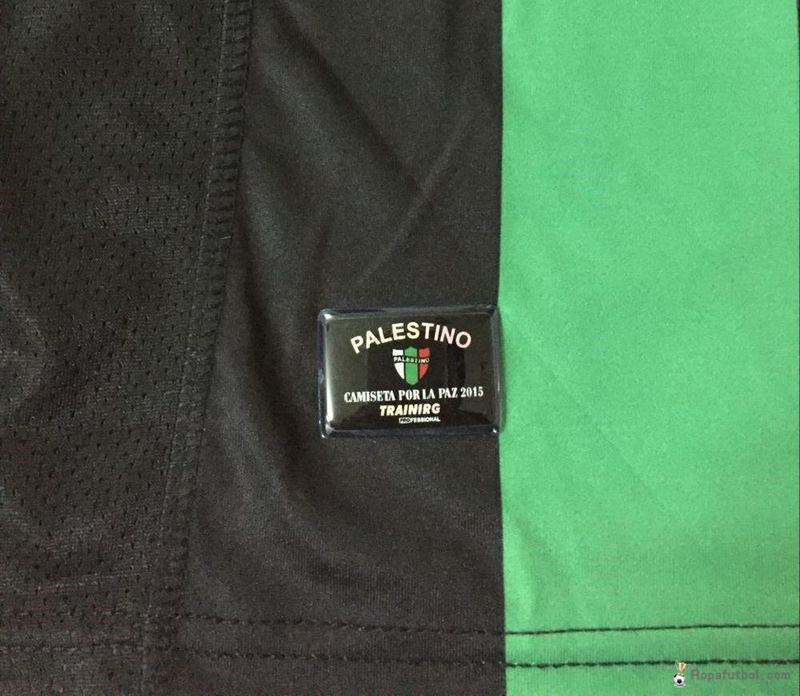 PALESTINO
PALESTINO
CAMISETA POR LA PAZ 2015
TRAINIRG
PROFESSIONAL
Ropafutbol.com